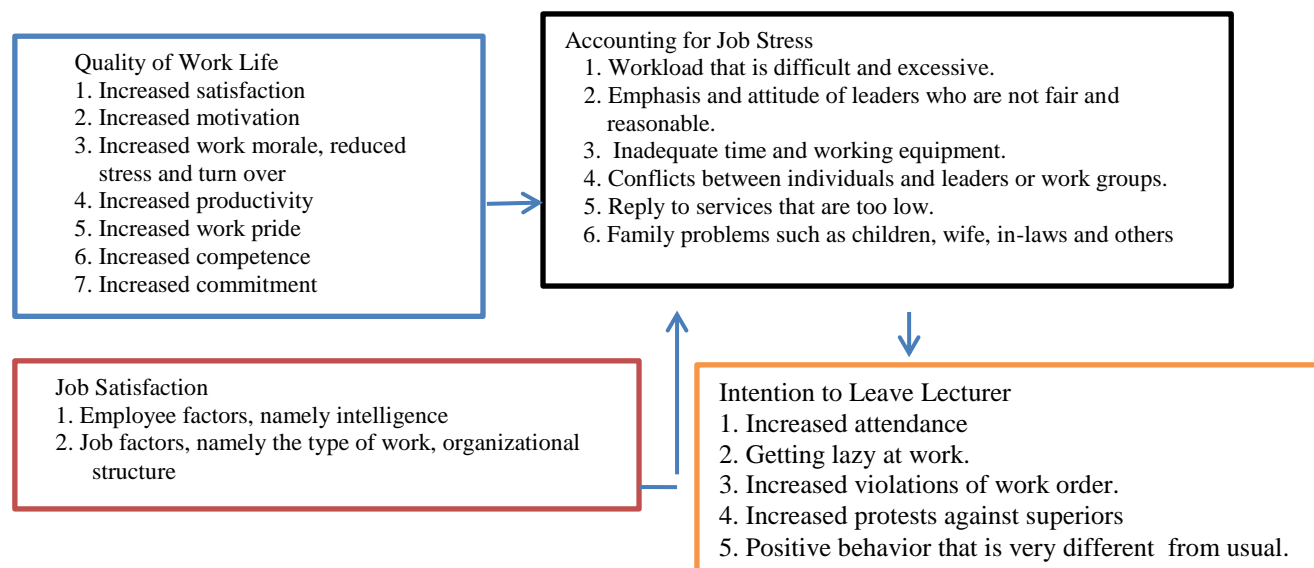 Quality of Work Life
1. Increased satisfaction
2. Increased motivation
3. Increased work morale, reduced
stress and turn over
4. Increased productivity
5. Increased work pride
6. Increased competence
7. Increased commitment
Accounting for Job Stress
1. Workload that is difficult and excessive.
2. Emphasis and attitude of leaders who are not fair and
reasonable.
3. Inadequate time and working equipment.
4. Conflicts between individuals and leaders or work groups.
5. Reply to services that are too low.
6. Family problems such as children, wife, in-laws and others
Job Satisfaction
1. Employee factors, namely intelligence
2. Job factors, namely the type of work, organizational
structure
Intention to Leave Lecturer
1. Increased attendance
2. Getting lazy at work.
3. Increased violations of work order.
4. Increased protests against superiors
5. Positive behavior that is very different from usual.